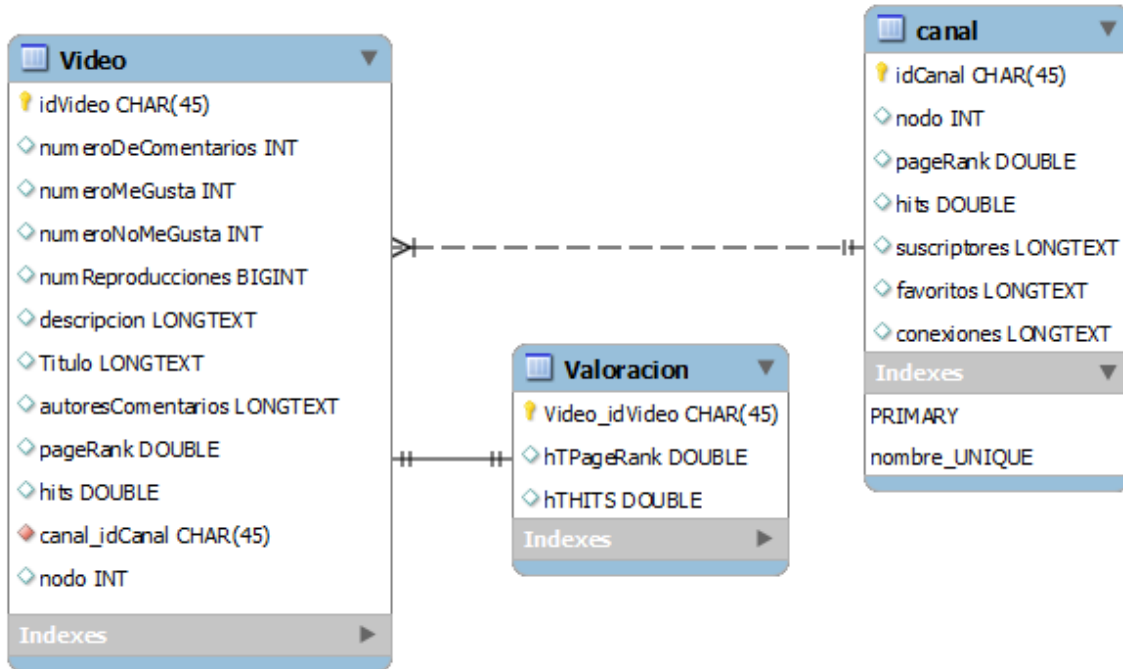 Video
idVideo CHAR(45)
numeroDeComentarios INT
numeroMeGusta INT
numeroNoMeGusta INT
numReproducciones BIGINT
descripcion LONGTEXT
Titulo LONGTEXT
autoresComentarios LONGTEXT
pageRank DOUBLE
hits DOUBLE
canal_idCanal CHAR(45)
nodo INT
Indexes
Valoracion
Video_idVideo CHAR(45)
hTPageRank DOUBLE
hTHITS DOUBLE
Indexes
canal
idCanal CHAR(45)
nodo INT
pageRank DOUBLE
hits DOUBLE
suscriptores LONGTEXT
favoritos LONGTEXT
conexiones LONGTEXT
Indexes
PRIMARY
nombre_UNIQUE